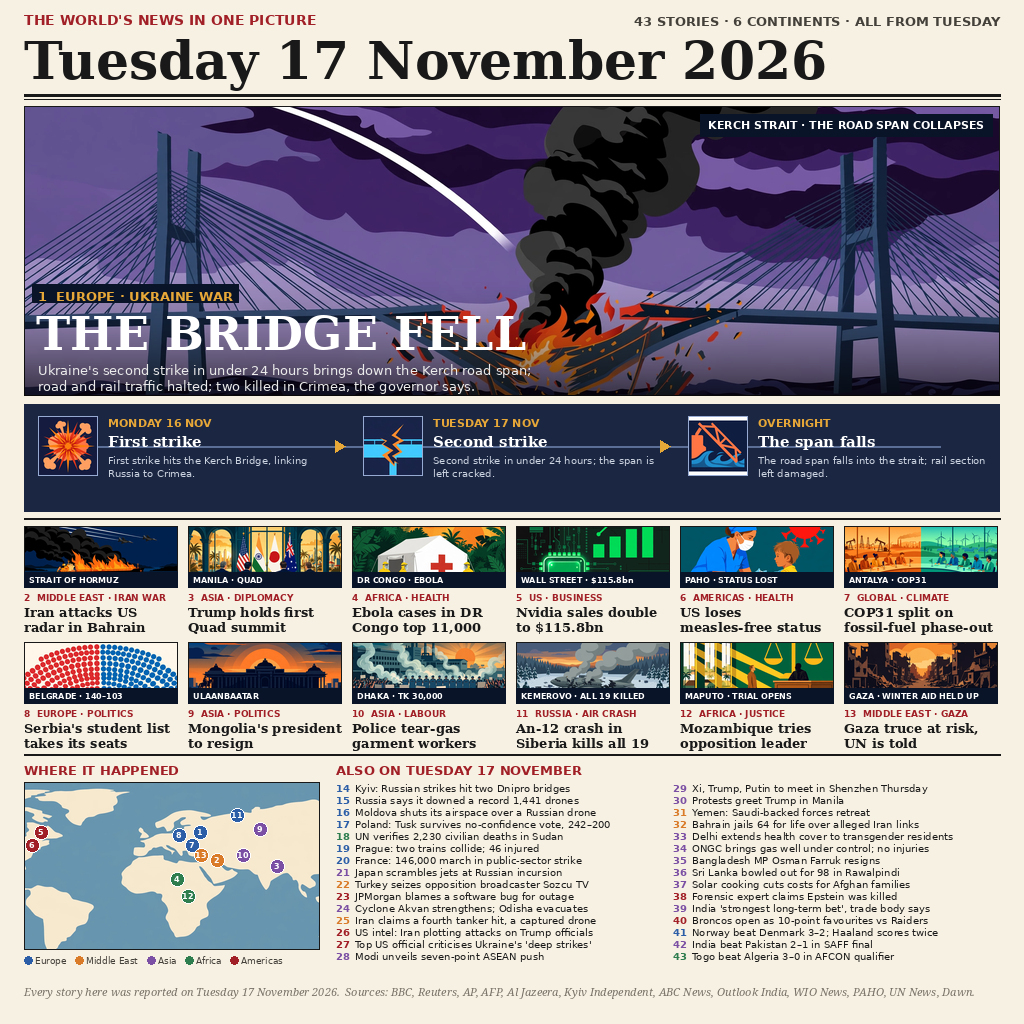 THE WORLD'S NEWS IN ONE PICTURE
43 STORIES · 6 CONTINENTS · ALL FROM TUESDAY
Tuesday 17 November 2026
KERCH STRAIT · THE ROAD SPAN COLLAPSES
1 EUROPE · UKRAINE WAR
THE BRIDGE FELL
Ukraine's second strike in under 24 hours brings down the Kerch road span;
road and rail traffic halted; two killed in Crimea, the governor says.
MONDAY 16 NOV
First strike
First strike hits the Kerch Bridge, linking
Russia to Crimea.
TUESDAY 17 NOV
Second strike
Second strike in under 24 hours; the span is
left cracked.
OVERNIGHT
The span falls
The road span falls into the strait; rail section
left damaged.
STRAIT OF HORMUZ
2 MIDDLE EAST · IRAN WAR
Iran attacks US
radar in Bahrain
MANILA · QUAD
3 ASIA · DIPLOMACY
Trump holds first
Quad summit
DR CONGO · EBOLA
4 AFRICA · HEALTH
Ebola cases in DR
Congo top 11,000
WALL STREET · $115.8bn
5 US · BUSINESS
Nvidia sales double
to $115.8bn
PAHO · STATUS LOST
6 AMERICAS · HEALTH
US loses
measles-free status
ANTALYA · COP31
7 GLOBAL · CLIMATE
COP31 split on
fossil-fuel phase-out
BELGRADE · 140–103
8 EUROPE · POLITICS
Serbia's student list
takes its seats
ULAANBAATAR
9 ASIA · POLITICS
Mongolia's president
to resign
DHAKA · TK 30,000
10 ASIA · LABOUR
Police tear-gas
garment workers
KEMEROVO · ALL 19 KILLED
11 RUSSIA · AIR CRASH
An-12 crash in
Siberia kills all 19
MAPUTO · TRIAL OPENS
12 AFRICA · JUSTICE
Mozambique tries
opposition leader
GAZA · WINTER AID HELD UP
13 MIDDLE EAST · GAZA
Gaza truce at risk,
UN is told
WHERE IT HAPPENED
11
5
8
1
9
6
7
13
2
10
3
4
12
Europe
Middle East
Asia
Africa
Americas
ALSO ON TUESDAY 17 NOVEMBER
14 Kyiv: Russian strikes hit two Dnipro bridges
15 Russia says it downed a record 1,441 drones
16 Moldova shuts its airspace over a Russian drone
17 Poland: Tusk survives no-confidence vote, 242–200
18 UN verifies 2,230 civilian deaths in Sudan
19 Prague: two trains collide; 46 injured
20 France: 146,000 march in public-sector strike
21 Japan scrambles jets at Russian incursion
22 Turkey seizes opposition broadcaster Sozcu TV
23 JPMorgan blames a software bug for outage
24 Cyclone Akvan strengthens; Odisha evacuates
25 Iran claims a fourth tanker hit, a captured drone
26 US intel: Iran plotting attacks on Trump officials
27 Top US official criticises Ukraine's 'deep strikes'
28 Modi unveils seven-point ASEAN push
29 Xi, Trump, Putin to meet in Shenzhen Thursday
30 Protests greet Trump in Manila
31 Yemen: Saudi-backed forces retreat
32 Bahrain jails 64 for life over alleged Iran links
33 Delhi extends health cover to transgender residents
34 ONGC brings gas well under control; no injuries
35 Bangladesh MP Osman Farruk resigns
36 Sri Lanka bowled out for 98 in Rawalpindi
37 Solar cooking cuts costs for Afghan families
38 Forensic expert claims Epstein was killed
39 India 'strongest long-term bet', trade body says
40 Broncos open as 10-point favourites vs Raiders
41 Norway beat Denmark 3–2; Haaland scores twice
42 India beat Pakistan 2–1 in SAFF final
43 Togo beat Algeria 3–0 in AFCON qualifier
Every story here was reported on Tuesday 17 November 2026. Sources: BBC, Reuters, AP, AFP, Al Jazeera, Kyiv Independent, ABC News, Outlook India, WIO News, PAHO, UN News, Dawn.